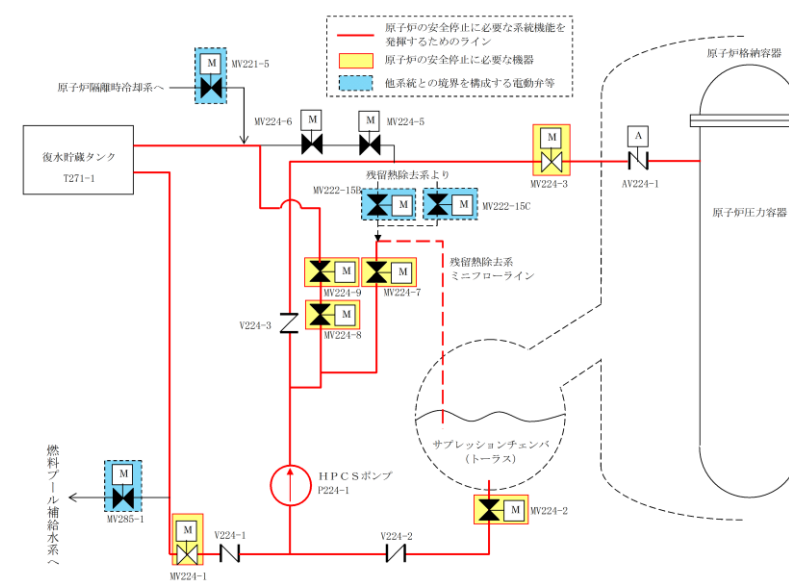 原子炉の安全停止に必要な系統機能を
発揮するためのライン
原子炉の安全停止に必要な機器
他系統との境界を構成する電動弁等
原子炉格納容器
M
MV221-5
原子炉隔離時冷却系へ
MV224-6
M
M
MV224-5
M
MV224-3
A
AV224-1
復水貯蔵タンク
T271-1
残留熱除去系より
MV222-15B
M
M
MV222-15C
原子炉圧力容器
残留熱除去系
ミニフローライン
M
MV224-9
M
MV224-7
V224-3
M
MV224-8
サプレッションチェンバ
(トーラス)
燃料プール補給水系へ
M
MV285-1
HPCSポンプ
P224-1
M
MV224-2
M
MV224-1
V224-1
V224-2